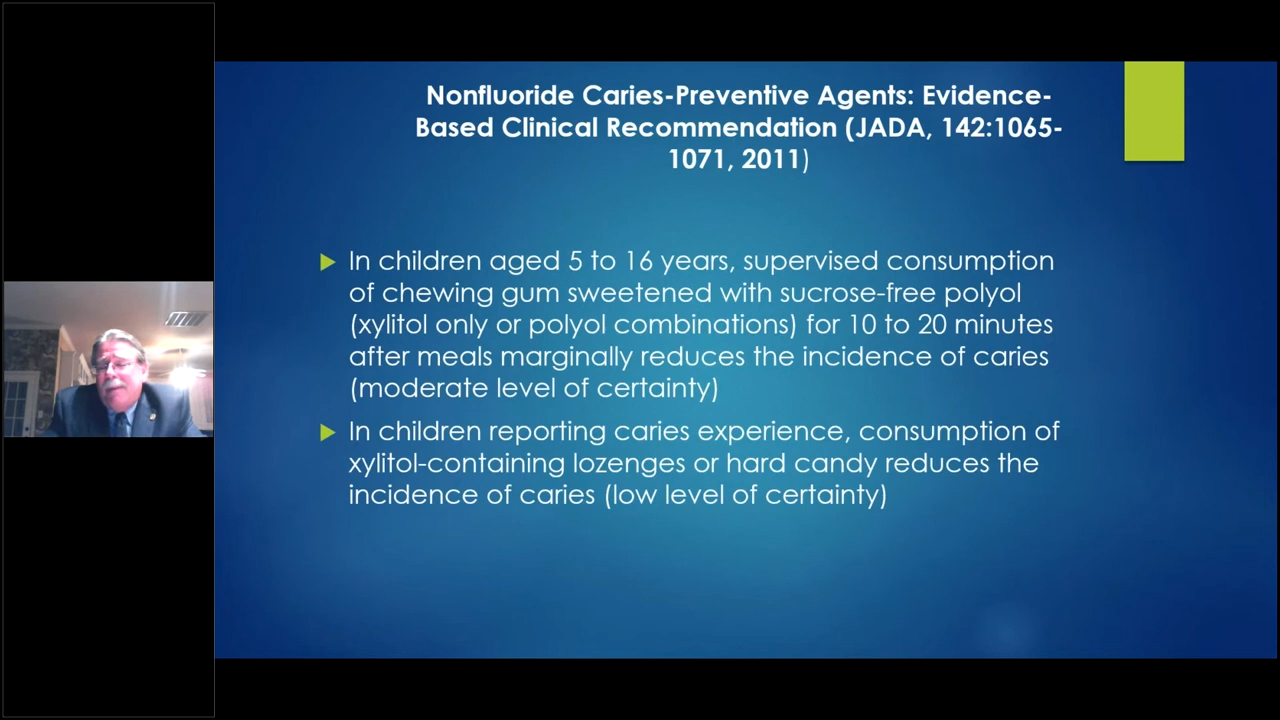 Nonfluoride Caries-Preventive Agents: Evidence-
Based Clinical Recommendation (JADA, 142:1065-
1071, 2011)
In children aged 5 to 16 years, supervised consumption
of chewing gum sweetened with sucrose-free polyol
(xylitol only or polyol combinations) for 10 to 20 minutes
after meals marginally reduces the incidence of caries
(moderate level of certainty)
In children reporting caries experience, consumption of
xylitol-containing lozenges or hard candy reduces the
incidence of caries (low level of certainty)